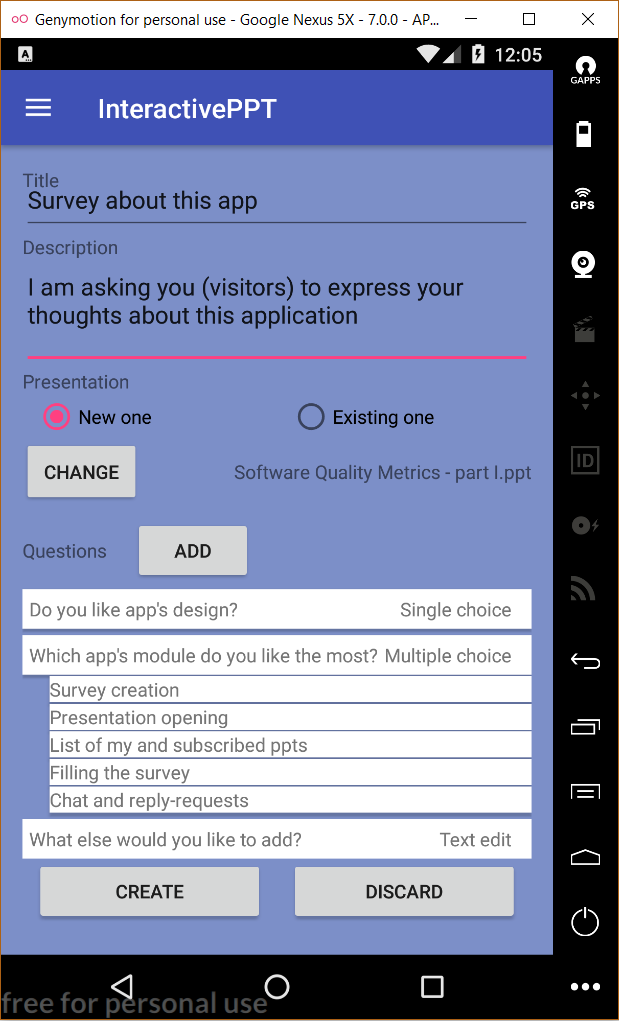 Genymotion for personal use - Google Nexus 5X - 7.0.0 - AP...
A
12:05
GAPPS
InteractivePPT
Title
Survey about this app
GPS
Description
I am asking you (visitors) to express your
thoughts about this application
Presentation
New one Existing one
CHANGE Software Quality Metrics - part I.ppt
ID
Questions ADD
Do you like app's design? Single choice
Which app's module do you like the most? Multiple choice
Survey creation
Presentation opening
List of my and subscribed ppts
Filling the survey
Chat and reply-requests
What else would you like to add? Text edit
CREATE DISCARD
free for personal use